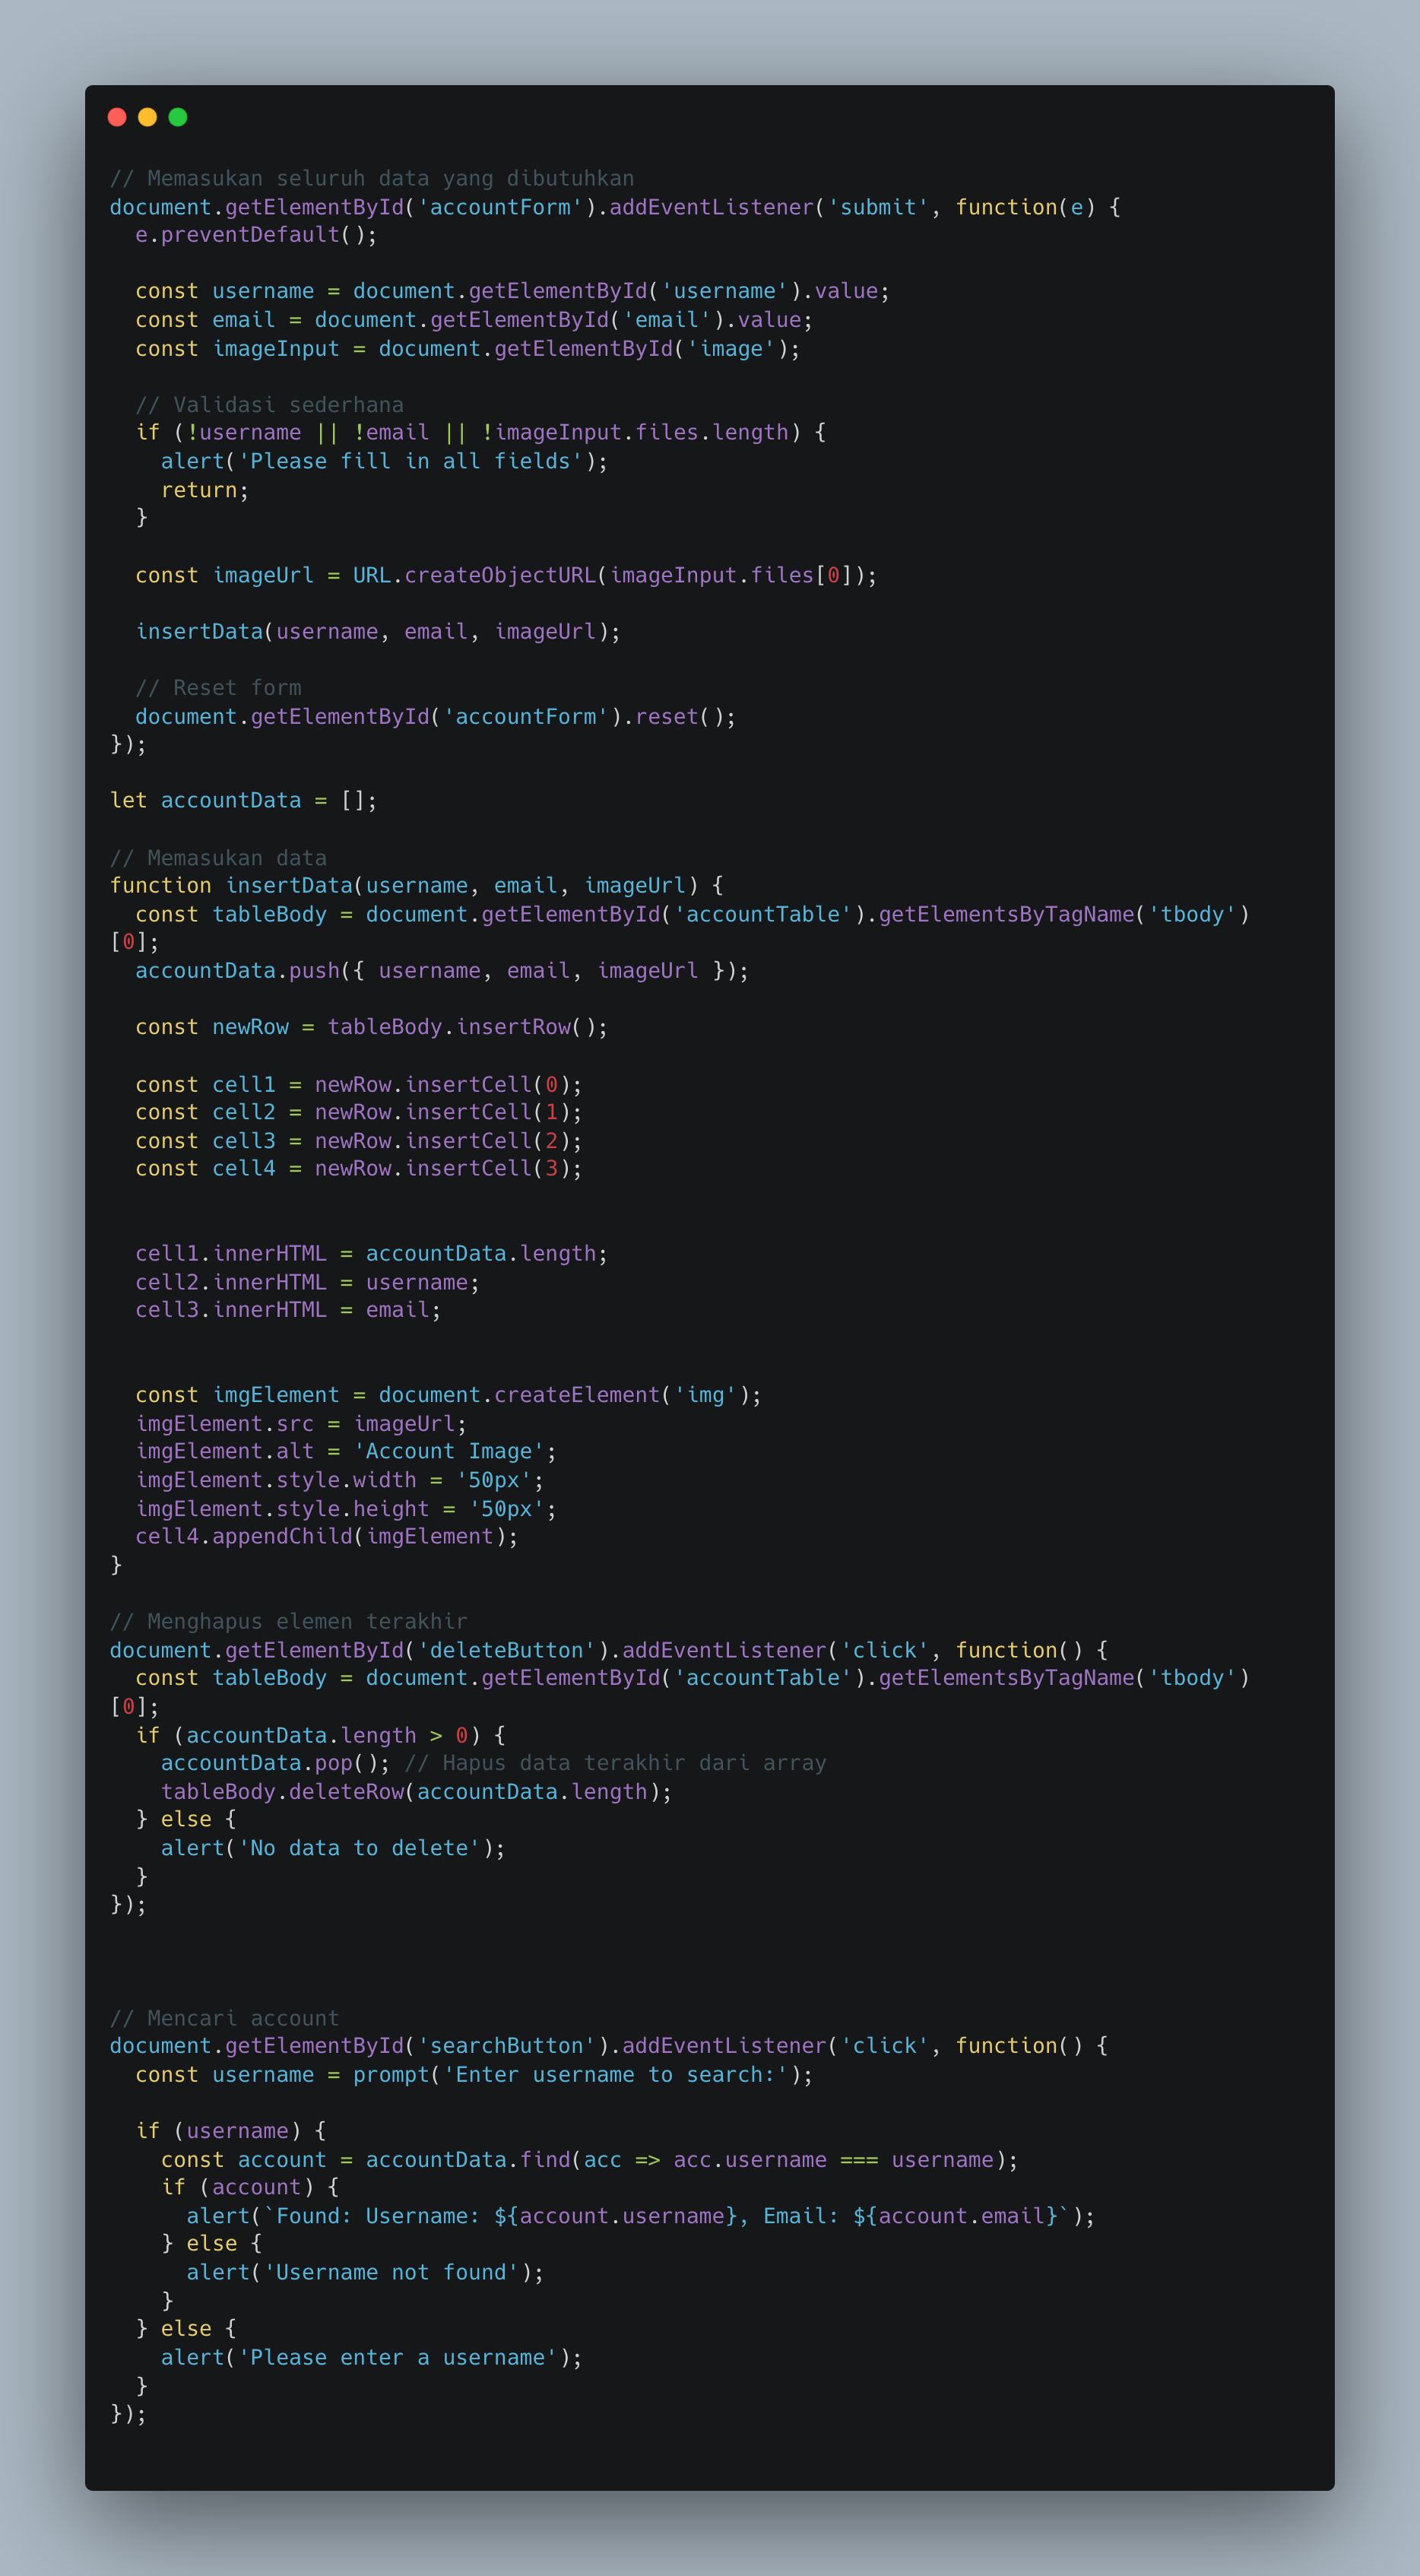 // Memasukan seluruh data yang dibutuhkan
document.getElementById('accountForm').addEventListener('submit', function(e) {
  e.preventDefault();

  const username = document.getElementById('username').value;
  const email = document.getElementById('email').value;
  const imageInput = document.getElementById('image');

  // Validasi sederhana
  if (!username || !email || !imageInput.files.length) {
    alert('Please fill in all fields');
    return;
  }

  const imageUrl = URL.createObjectURL(imageInput.files[0]);

  insertData(username, email, imageUrl);

  // Reset form
  document.getElementById('accountForm').reset();
});

let accountData = [];

// Memasukan data
function insertData(username, email, imageUrl) {
  const tableBody = document.getElementById('accountTable').getElementsByTagName('tbody')
[0];
  accountData.push({ username, email, imageUrl });

  const newRow = tableBody.insertRow();

  const cell1 = newRow.insertCell(0);
  const cell2 = newRow.insertCell(1);
  const cell3 = newRow.insertCell(2);
  const cell4 = newRow.insertCell(3);


  cell1.innerHTML = accountData.length;
  cell2.innerHTML = username;
  cell3.innerHTML = email;


  const imgElement = document.createElement('img');
  imgElement.src = imageUrl;
  imgElement.alt = 'Account Image';
  imgElement.style.width = '50px';
  imgElement.style.height = '50px';
  cell4.appendChild(imgElement);
}

// Menghapus elemen terakhir
document.getElementById('deleteButton').addEventListener('click', function() {
  const tableBody = document.getElementById('accountTable').getElementsByTagName('tbody')
[0];
  if (accountData.length > 0) {
    accountData.pop(); // Hapus data terakhir dari array
    tableBody.deleteRow(accountData.length);
  } else {
    alert('No data to delete');
  }
});



// Mencari account
document.getElementById('searchButton').addEventListener('click', function() {
  const username = prompt('Enter username to search:');

  if (username) {
    const account = accountData.find(acc => acc.username === username);
    if (account) {
      alert(`Found: Username: ${account.username}, Email: ${account.email}`);
    } else {
      alert('Username not found');
    }
  } else {
    alert('Please enter a username');
  }
});